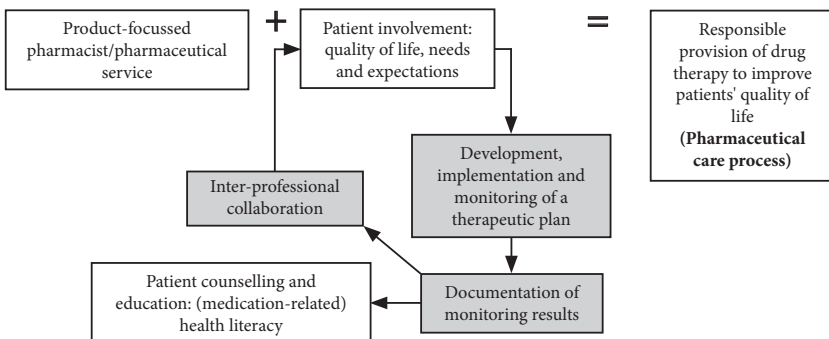 Product-focussed
pharmacist/pharmaceutical
service
+
Patient involvement:
quality of life, needs
and expectations
=
Responsible
provision of drug
therapy to improve
patients' quality of
life
(Pharmaceutical
care process)
Development,
implementation and
monitoring of a
therapeutic plan
Inter-professional
collaboration
Patient counselling and
education: (medication-related)
health literacy
Documentation of
monitoring results